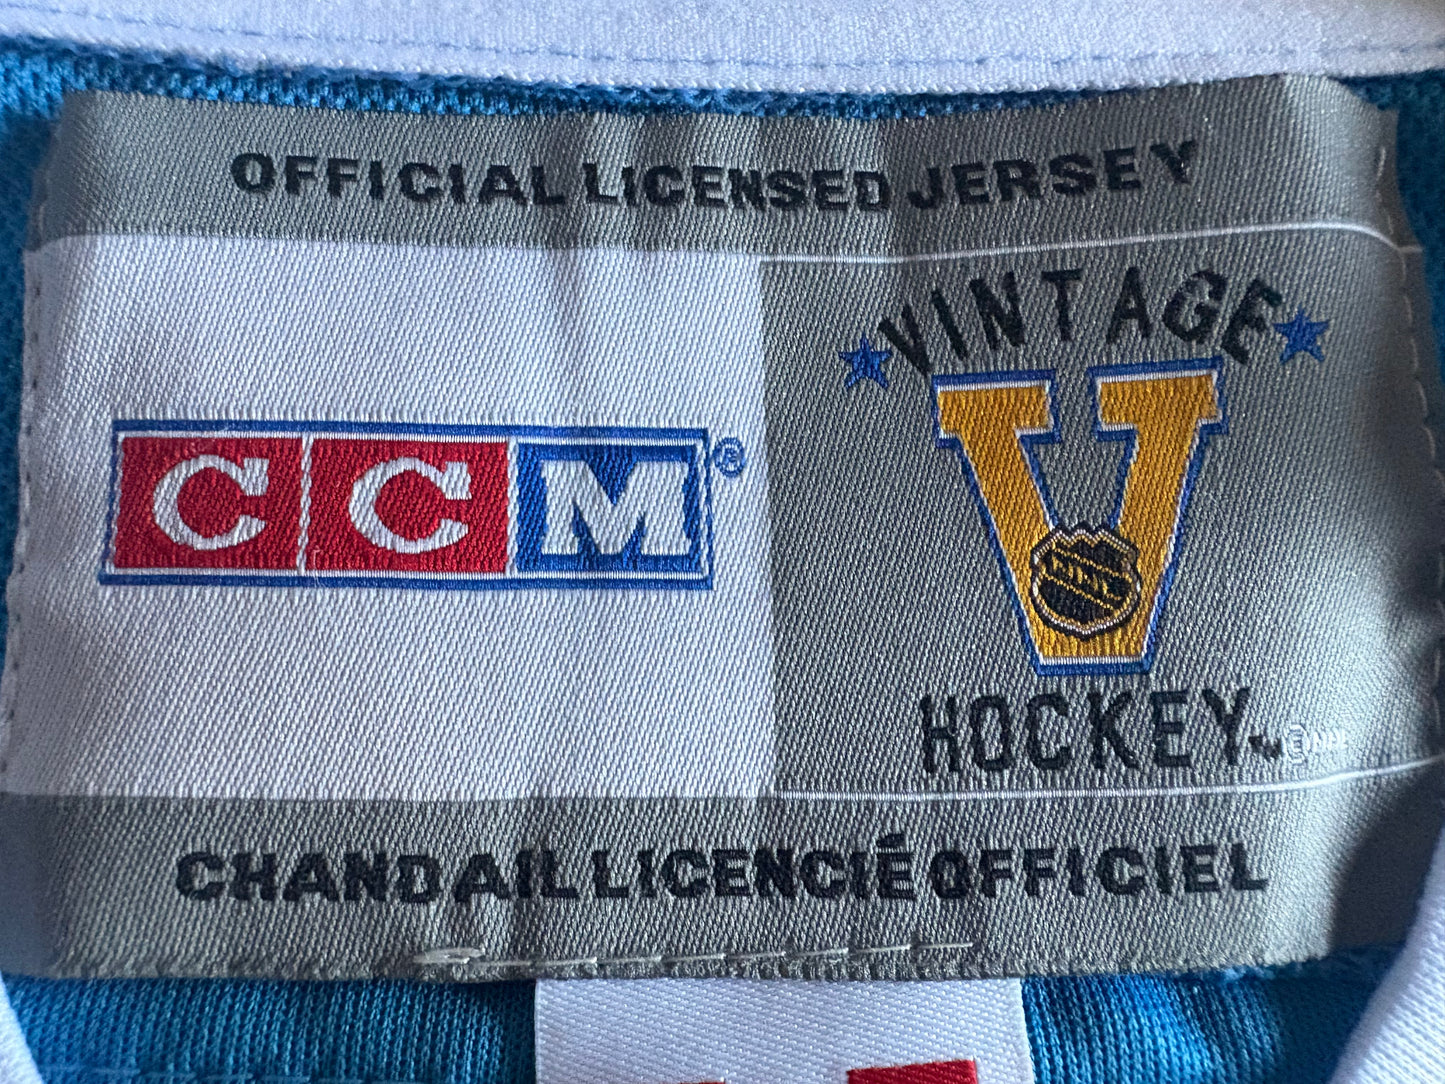 OFFICIAL LICENSED JERSEY
CCM®
VINTAGE
V
HOCKEY
CHANDAIL LICENCIÉ OFFICIEL